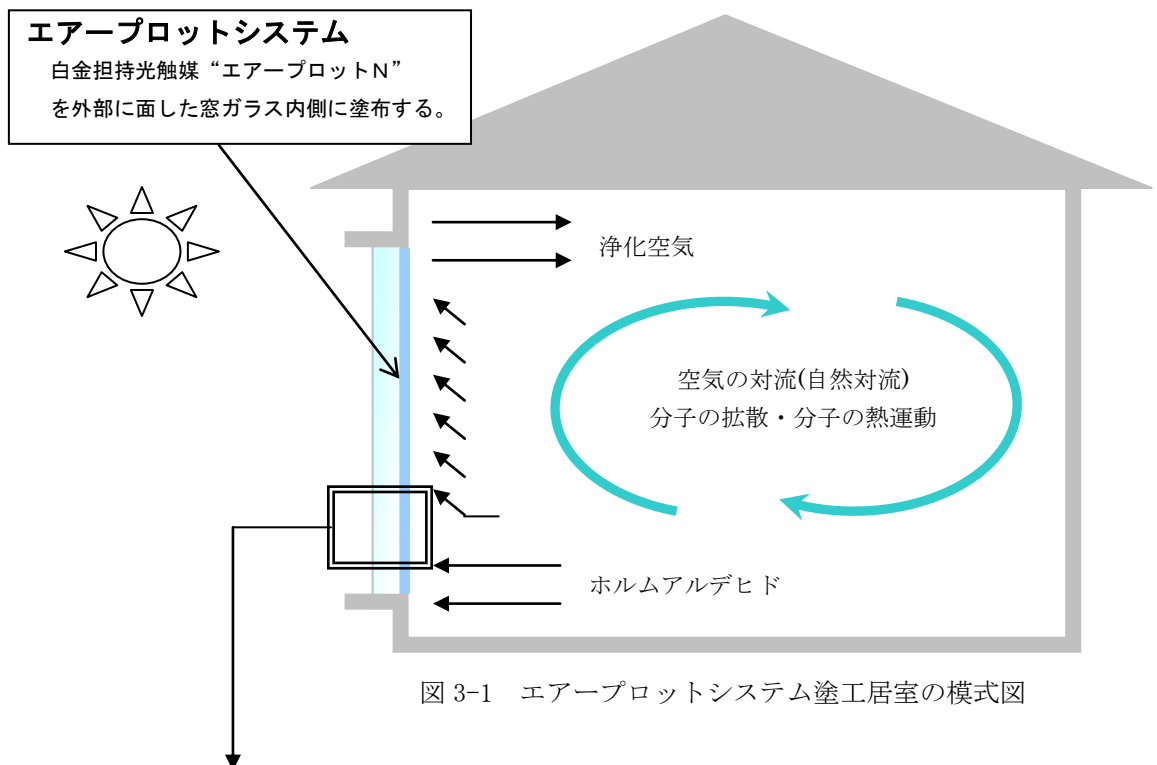 エアープロットシステム
白金担持光触媒“エアープロットＮ”
を外部に面した窓ガラス内側に塗布する。
浄化空気
空気の対流(自然対流)
分子の拡散・分子の熱運動
ホルムアルデヒド
図 3-1　エアープロットシステム塗工居室の模式図